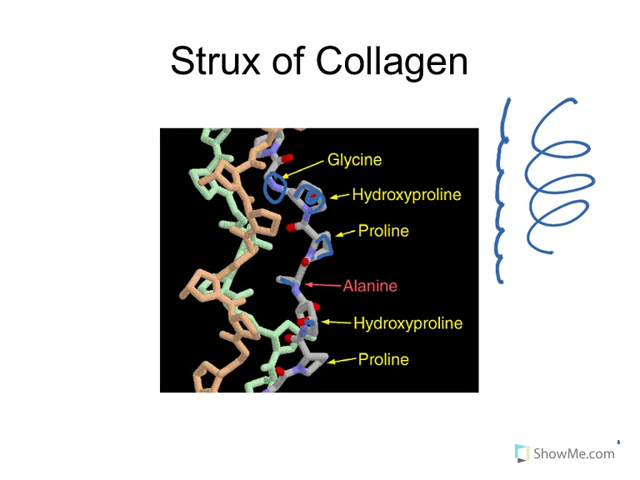 Strux of Collagen
Glycine
Hydroxyproline
Proline
Alanine
Hydroxyproline
Proline
ShowMe.com